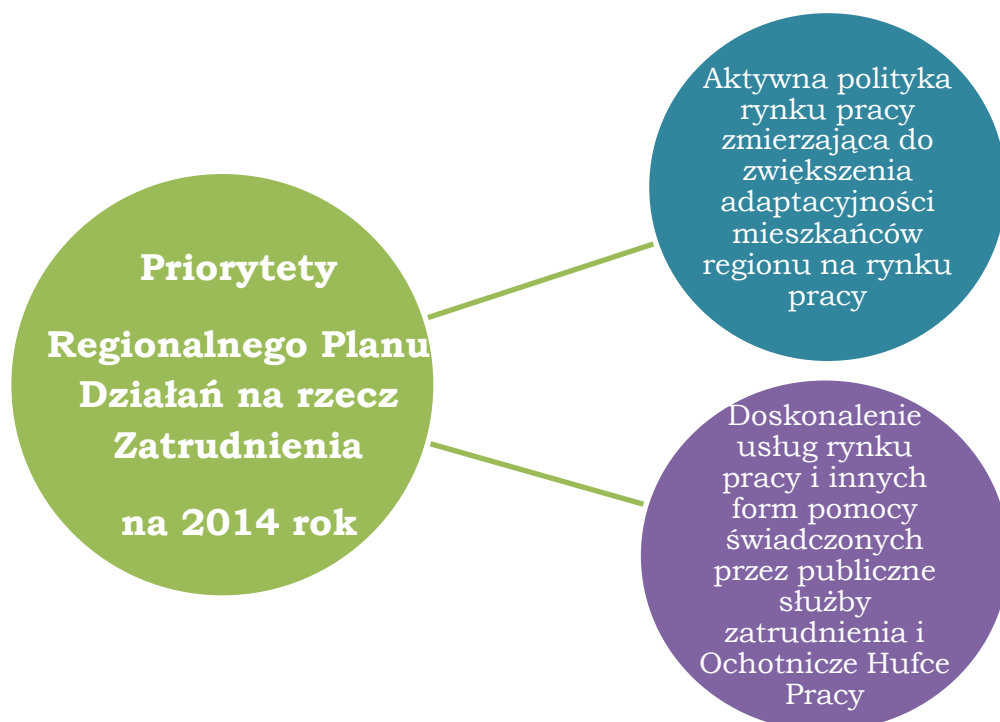 Priorytety
Regionalnego Planu
Działań na rzecz
Zatrudnienia
na 2014 rok
Aktywna polityka
rynku pracy
zmierzająca do
zwiększenia
adaptacyjności
mieszkańców
regionu na rynku
pracy
Doskonalenie
usług rynku
pracy i innych
form pomocy
świadczonych
przez publiczne
służby
zatrudnienia i
Ochotnicze Hufce
Pracy